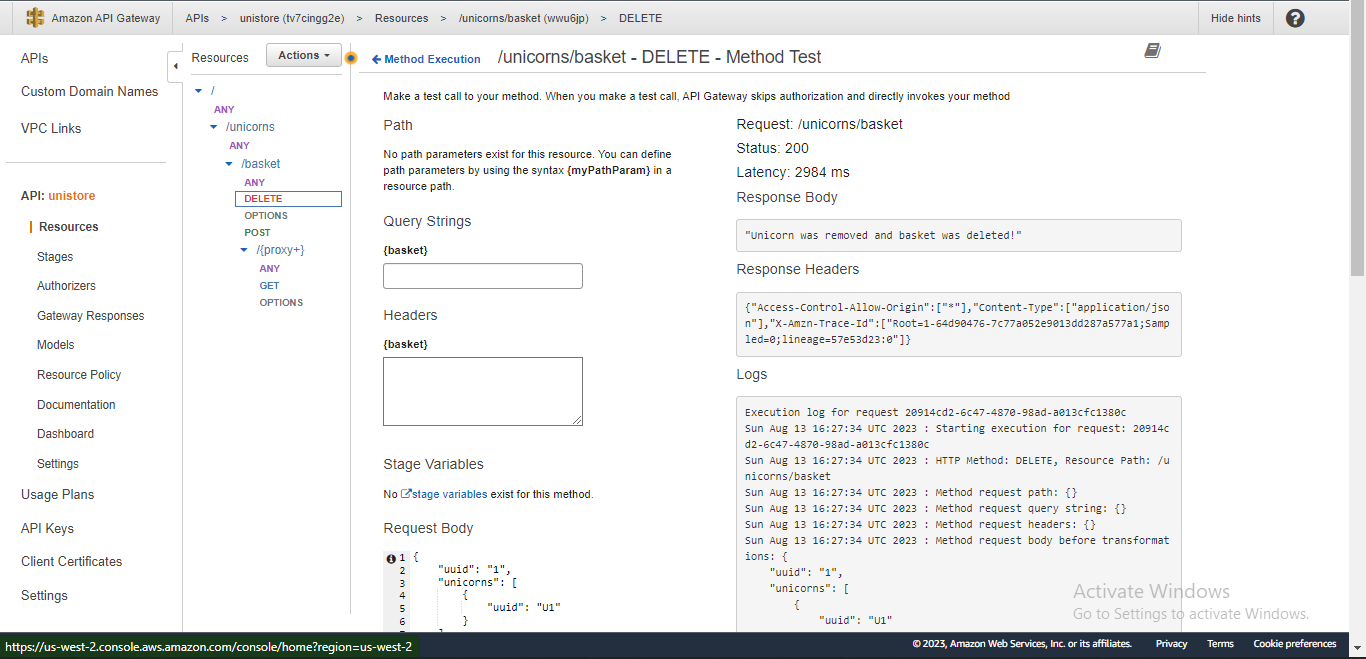 Amazon API Gateway
APIs > unistore (tv7cingg2e) > Resources > /unicorns/basket (wwu6jp) > DELETE
Hide hints
?
APIs
Custom Domain Names
VPC Links
API: unistore
Resources
Stages
Authorizers
Gateway Responses
Models
Resource Policy
Documentation
Dashboard
Settings
Usage Plans
API Keys
Client Certificates
Settings
Resources
Actions
/
ANY
/unicorns
ANY
/basket
ANY
DELETE
OPTIONS
POST
/{proxy+}
ANY
GET
OPTIONS
Method Execution
/unicorns/basket - DELETE - Method Test
Make a test call to your method. When you make a test call, API Gateway skips authorization and directly invokes your method
Path
No path parameters exist for this resource. You can define
path parameters by using the syntax {myPathParam} in a
resource path.
Query Strings
{basket}
Headers
{basket}
Stage Variables
No stage variables exist for this method.
Request Body
1 {
2 "uuid": "1",
3 "unicorns": [
4 {
5 "uuid": "U1"
6 }
Request: /unicorns/basket
Status: 200
Latency: 2984 ms
Response Body
"Unicorn was removed and basket was deleted!"
Response Headers
{"Access-Control-Allow-Origin":["*"],"Content-Type":["application/jso
n"],"X-Amzn-Trace-Id":["Root=1-64d90476-7c77a052e9013dd287a577a1;Samp
led=0;lineage=57e53d23:0"]}
Logs
Execution log for request 20914cd2-6c47-4870-98ad-a013cfc1380c
Sun Aug 13 16:27:34 UTC 2023 : Starting execution for request: 20914c
d2-6c47-4870-98ad-a013cfc1380c
Sun Aug 13 16:27:34 UTC 2023 : HTTP Method: DELETE, Resource Path: /u
nicorns/basket
Sun Aug 13 16:27:34 UTC 2023 : Method request path: {}
Sun Aug 13 16:27:34 UTC 2023 : Method request query string: {}
Sun Aug 13 16:27:34 UTC 2023 : Method request headers: {}
Sun Aug 13 16:27:34 UTC 2023 : Method request body before transformat
ions: {
"uuid": "1",
"unicorns": [
{
"uuid": "U1"
Activate Windows
Go to Settings to activate Windows.
https://us-west-2.console.aws.amazon.com/console/home?region=us-west-2
© 2023, Amazon Web Services, Inc. or its affiliates.
Privacy
Terms
Cookie preferences